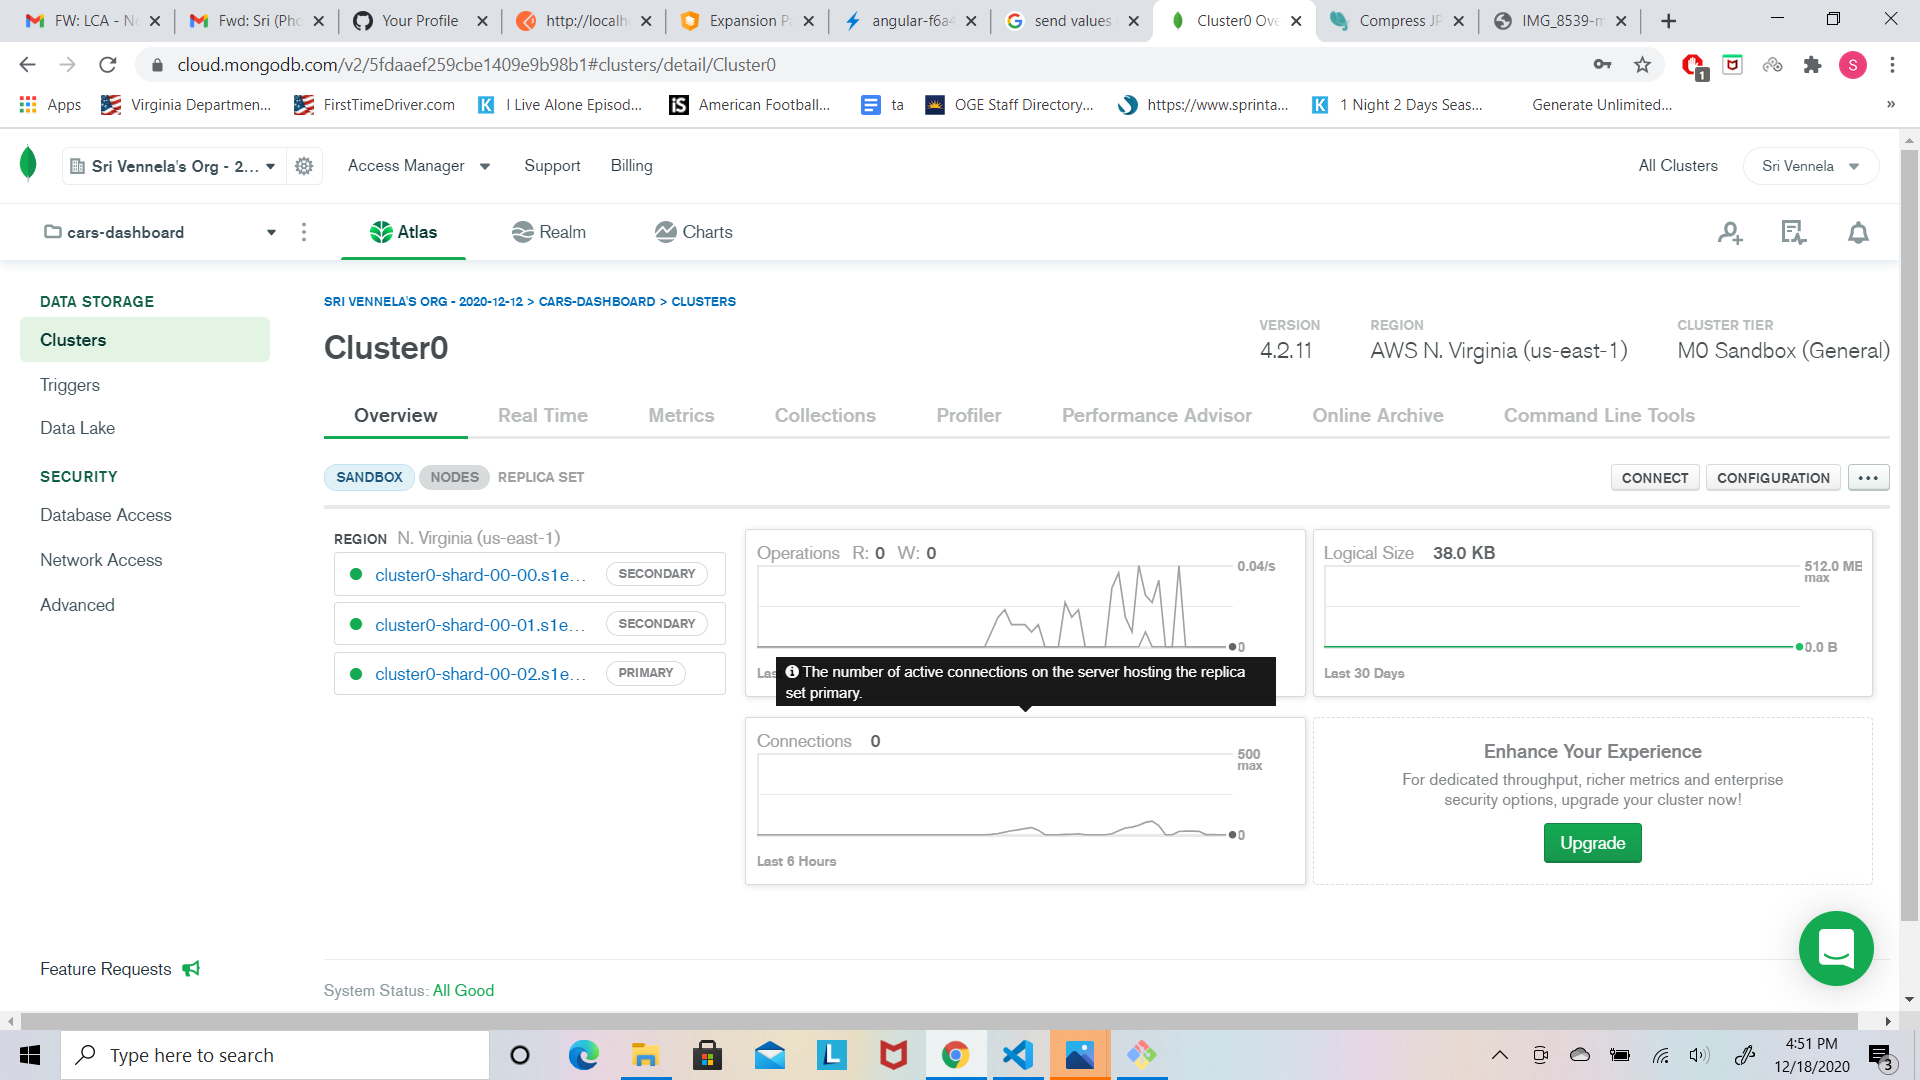 FW: LCA - No
Fwd: Sri (Pho
Your Profile
http://localh
Expansion Pa
angular-f6a4
send values
Cluster0 Ove
Compress JP
IMG_8539-m
cloud.mongodb.com/v2/5fdaaef259cbe1409e9b98b1#clusters/detail/Cluster0
1
S
Apps
Virginia Departmen...
FirstTimeDriver.com
I Live Alone Episod...
American Football...
ta
OGE Staff Directory...
https://www.sprinta...
1 Night 2 Days Seas...
Generate Unlimited...
»
Sri Vennela's Org - 2...
Access Manager
Support
Billing
All Clusters
Sri Vennela
cars-dashboard
Atlas
Realm
Charts
DATA STORAGE
Clusters
Triggers
Data Lake
SECURITY
Database Access
Network Access
Advanced
Feature Requests
SRI VENNELA'S ORG - 2020-12-12 > CARS-DASHBOARD > CLUSTERS
Cluster0
VERSION
4.2.11
REGION
AWS N. Virginia (us-east-1)
CLUSTER TIER
M0 Sandbox (General)
Overview
Real Time
Metrics
Collections
Profiler
Performance Advisor
Online Archive
Command Line Tools
SANDBOX
NODES
REPLICA SET
CONNECT
CONFIGURATION
...
REGION N. Virginia (us-east-1)
cluster0-shard-00-00.s1e...
SECONDARY
cluster0-shard-00-01.s1e...
SECONDARY
cluster0-shard-00-02.s1e...
PRIMARY
Operations R: 0 W: 0
0.04/s
0
Las
The number of active connections on the server hosting the replica
set primary.
Logical Size 38.0 KB
512.0 MB
max
0.0 B
Last 30 Days
Connections 0
500
max
0
Last 6 Hours
Enhance Your Experience
For dedicated throughput, richer metrics and enterprise
security options, upgrade your cluster now!
Upgrade
System Status: All Good
Type here to search
4:51 PM
12/18/2020
3